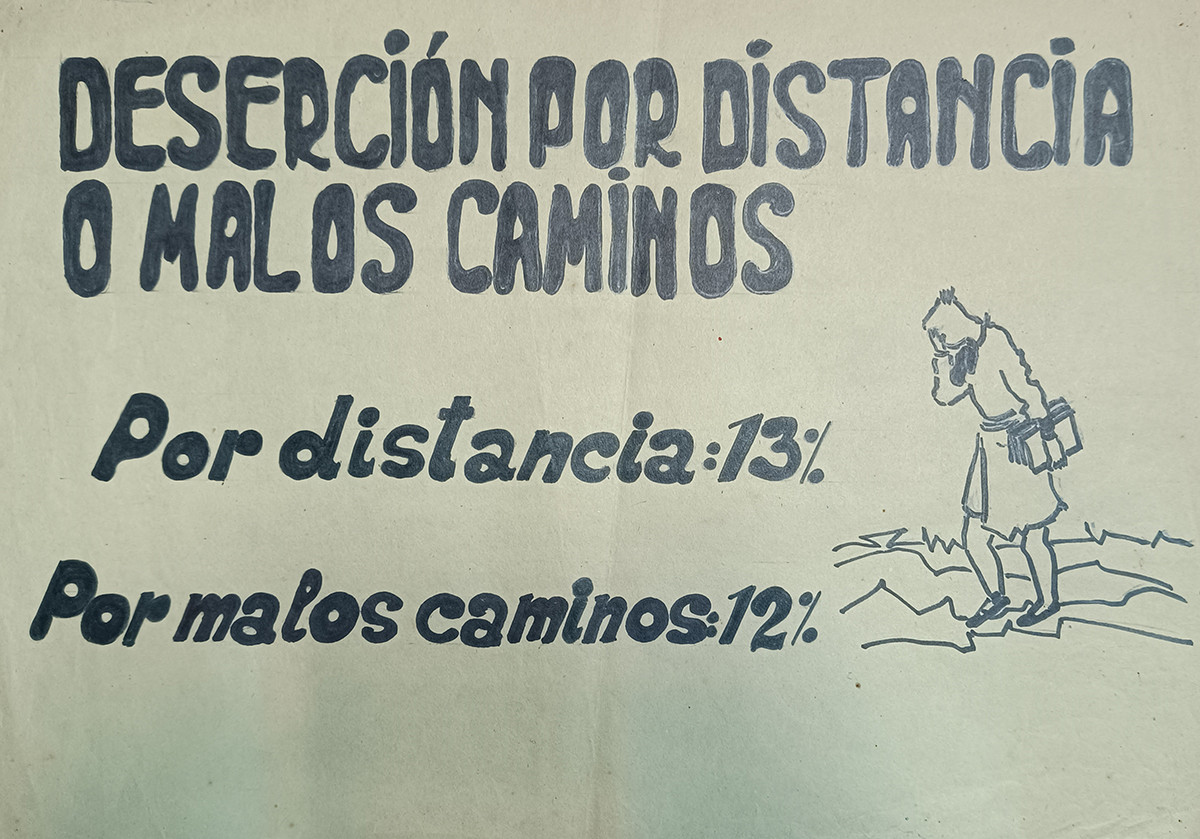 DESERCIÓN POR DISTANCIA
O MALOS CAMINOS
Por distancia: 13%
Por malos caminos: 12%